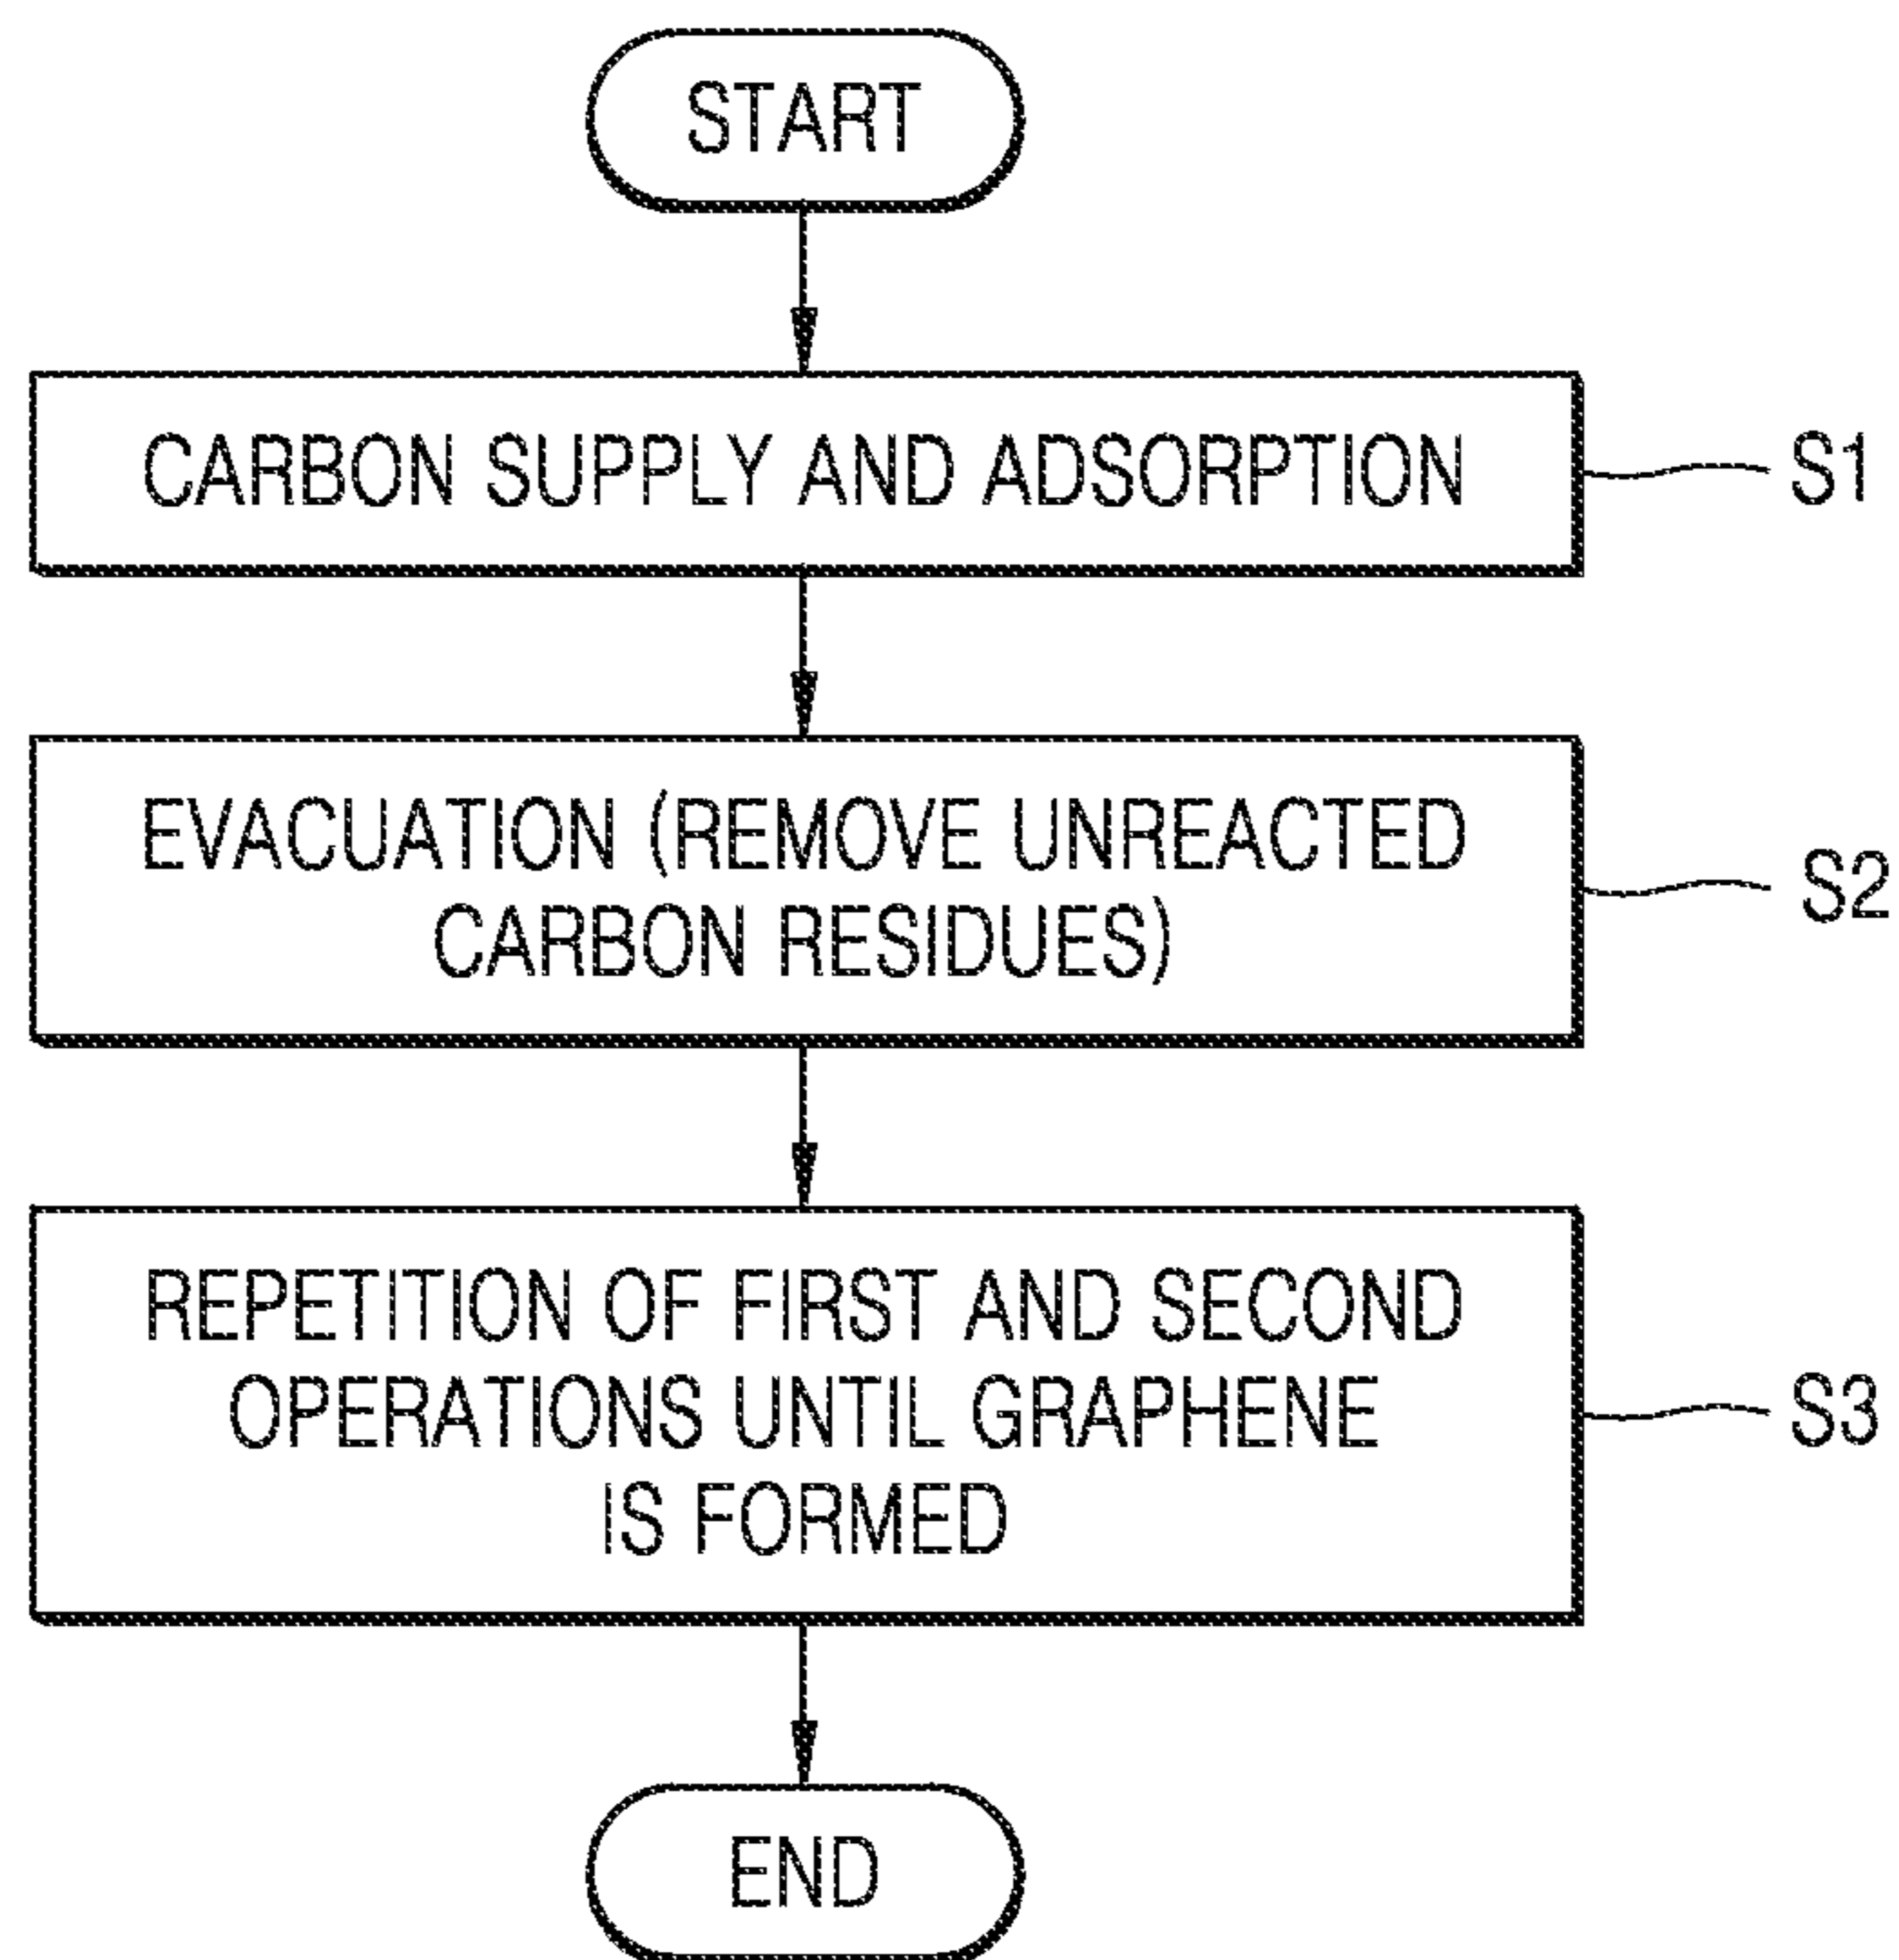 START
CARBON SUPPLY AND ADSORPTION
S1
EVACUATION (REMOVE UNREACTED
CARBON RESIDUES)
S2
REPETITION OF FIRST AND SECOND
OPERATIONS UNTIL GRAPHENE
IS FORMED
S3
END